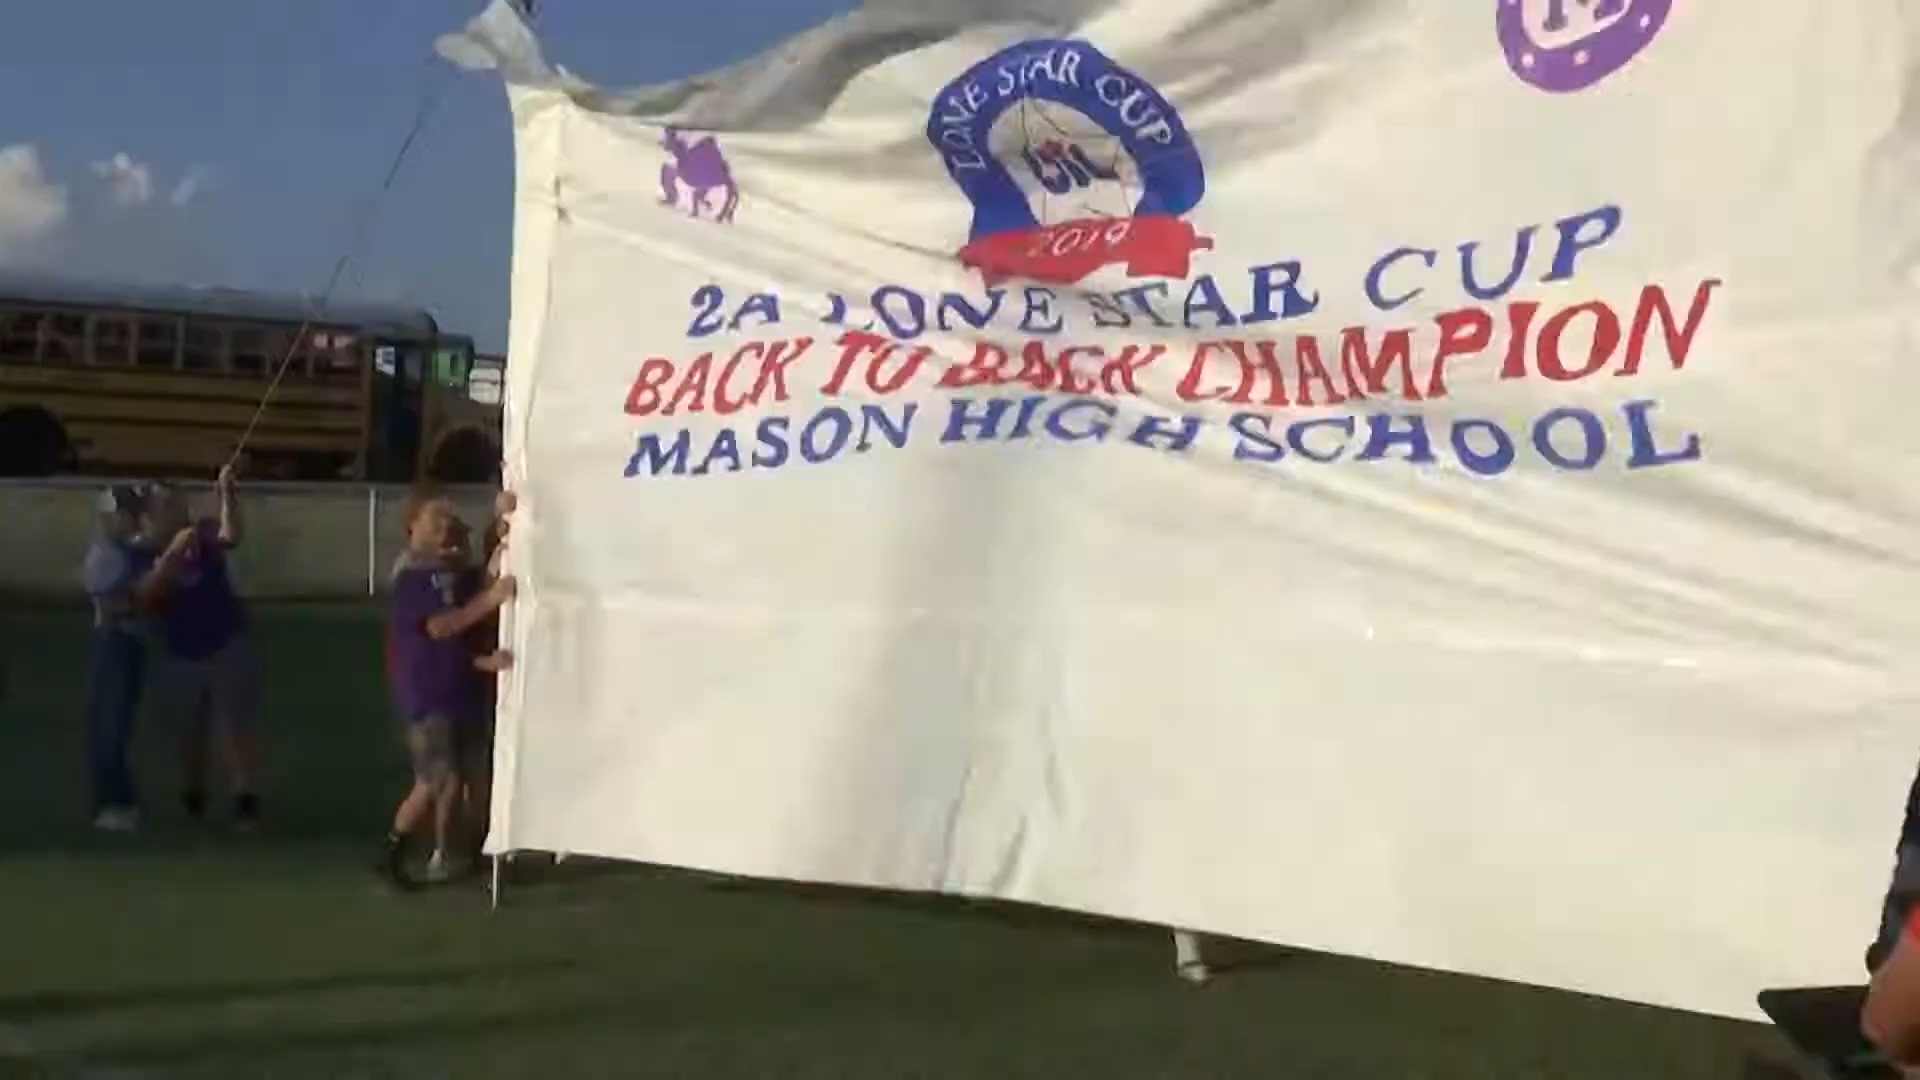 M
LONE STAR CUP
UIL
2019
2A LONE STAR CUP
BACK TO BACK CHAMPION
MASON HIGH SCHOOL